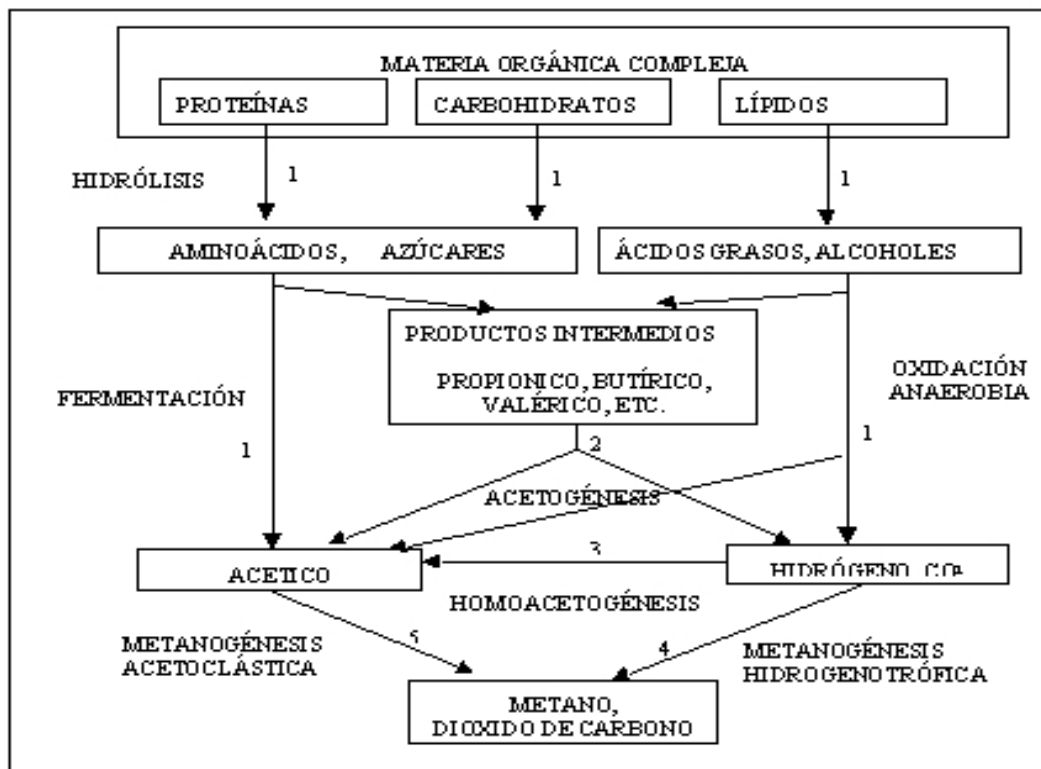 MATERIA ORGÁNICA COMPLEJA
PROTEÍNAS
CARBOHIDRATOS
LÍPIDOS
HIDRÓLISIS
1
1
1
AMINOÁCIDOS, AZÚCARES
ÁCIDOS GRASOS, ALCOHOLES
PRODUCTOS INTERMEDIOS
PROPIONICO, BUTÍRICO,
VALÉRICO, ETC.
FERMENTACIÓN
OXIDACIÓN
ANAEROBIA
1
2
1
ACETOGÉNESIS
ACETICO
3
HIDRÓGENO, CO₂
HOMOACETOGÉNESIS
METANOGÉNESIS
ACETOCLÁSTICA
5
4
METANOGÉNESIS
HIDROGENOTRÓFICA
METANO,
DIOXIDO DE CARBONO